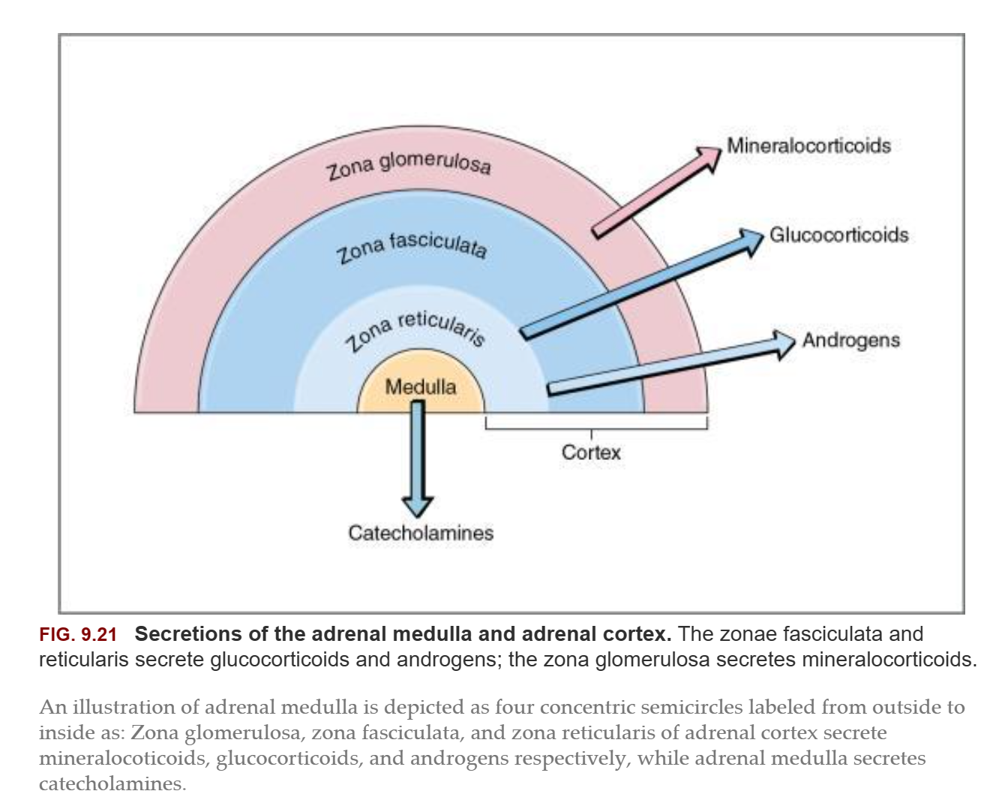 Zona glomerulosa
Mineralocorticoids
Zona fasciculata
Glucocorticoids
Zona reticularis
Androgens
Medulla
Cortex
Catecholamines
FIG. 9.21 Secretions of the adrenal medulla and adrenal cortex. The zonae fasciculata and
reticularis secrete glucocorticoids and androgens; the zona glomerulosa secretes mineralocorticoids.
An illustration of adrenal medulla is depicted as four concentric semicircles labeled from outside to
inside as: Zona glomerulosa, zona fasciculata, and zona reticularis of adrenal cortex secrete
mineralocoticoids, glucocorticoids, and androgens respectively, while adrenal medulla secretes
catecholamines.